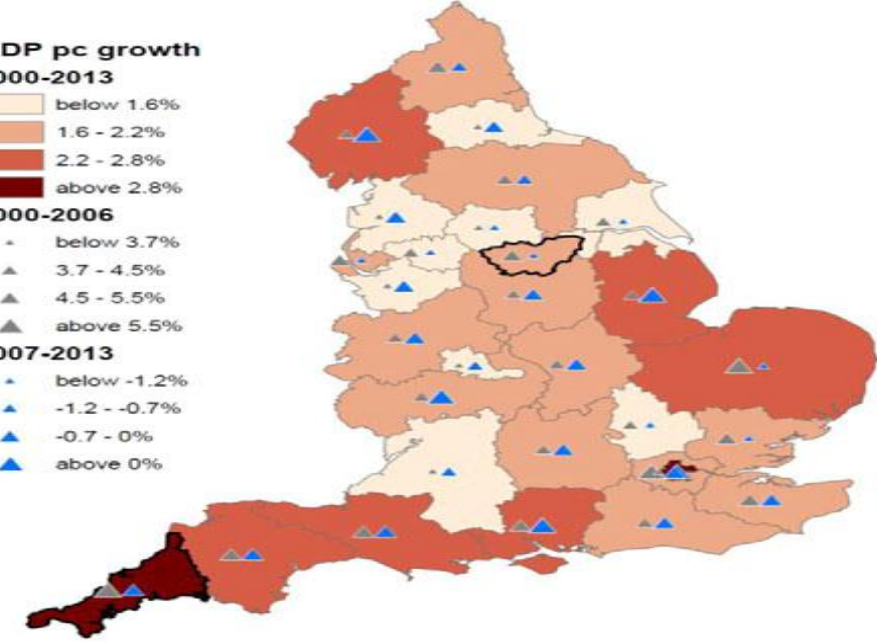 DP pc growth
000-2013
below 1.6%
1.6 - 2.2%
2.2 - 2.8%
above 2.8%
000-2006
below 3.7%
3.7 - 4.5%
4.5 - 5.5%
above 5.5%
007-2013
below -1.2%
-1.2 - -0.7%
-0.7 - 0%
above 0%